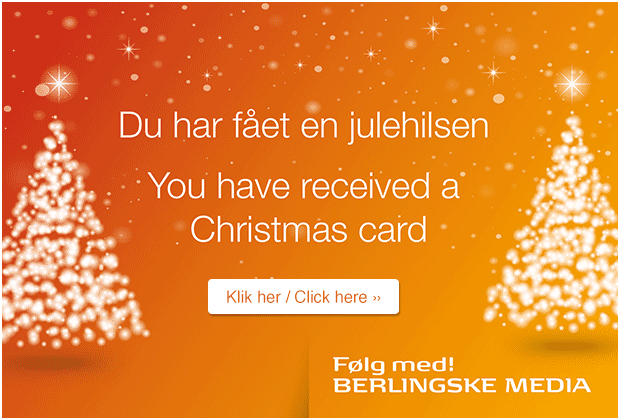 Du har fået en julehilsen
You have received a
Christmas card
Klik her / Click here ››
Følg med!
BERLINGSKE MEDIA